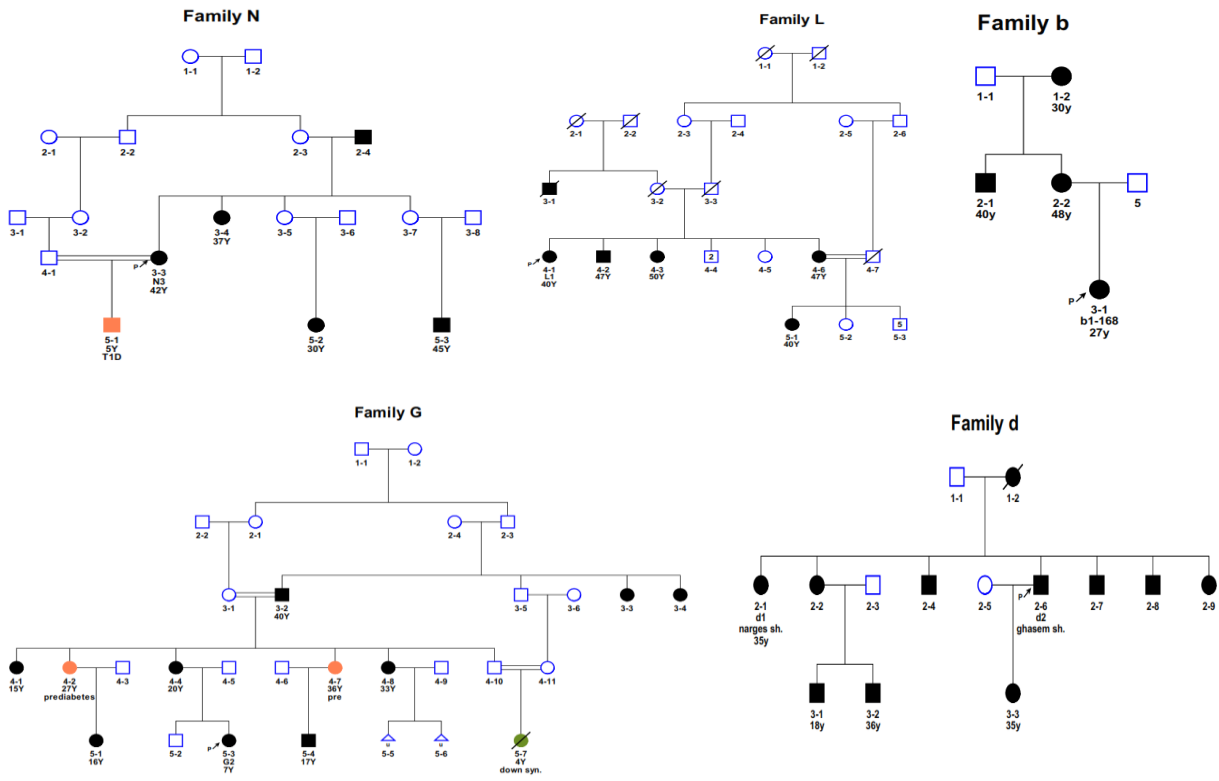 Family N
1-1 1-2
2-1 2-2 2-3 2-4
3-1 3-2 3-4 3-5 3-6 3-7 3-8
37Y
4-1 P 3-3
N3
42Y
5-1 5-2 5-3
5Y 30Y 45Y
T1D
Family L
1-1 1-2
2-1 2-2 2-3 2-4 2-5 2-6
3-1 3-2 3-3
2
P 4-1 4-2 4-3 4-4 4-5 4-6 4-7
L1 47Y 50Y 47Y
40Y
5
5-1 5-2 5-3
40Y
Family b
1-1 1-2
30y
2-1 2-2 5
40y 48y
P 3-1
b1-168
27y
Family G
1-1 1-2
2-2 2-1 2-4 2-3
3-1 3-2 3-5 3-6 3-3 3-4
40Y
4-1 4-2 4-3 4-4 4-5 4-6 4-7 4-8 4-9 4-10 4-11
15Y 27Y 20Y 36Y 33Y
prediabetes pre
u u
5-1 5-2 P 5-3 5-4 5-5 5-6 5-7
16Y G2 17Y 4Y
7Y down syn.
Family d
1-1 1-2
2-1 2-2 2-3 2-4 2-5 P 2-6 2-7 2-8 2-9
d1 d2
narges sh. ghasem sh.
35y
3-1 3-2 3-3
18y 36y 35y